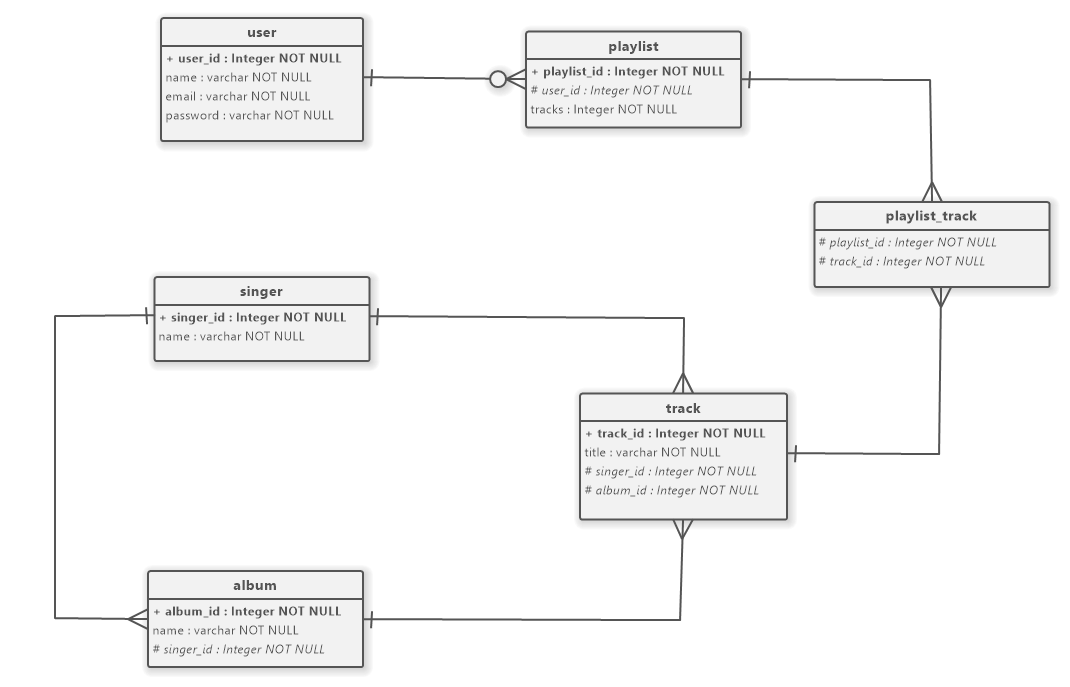 user
+ user_id : Integer NOT NULL
name : varchar NOT NULL
email : varchar NOT NULL
password : varchar NOT NULL
playlist
+ playlist_id : Integer NOT NULL
# user_id : Integer NOT NULL
tracks : Integer NOT NULL
playlist_track
# playlist_id : Integer NOT NULL
# track_id : Integer NOT NULL
singer
+ singer_id : Integer NOT NULL
name : varchar NOT NULL
track
+ track_id : Integer NOT NULL
title : varchar NOT NULL
# singer_id : Integer NOT NULL
# album_id : Integer NOT NULL
album
+ album_id : Integer NOT NULL
name : varchar NOT NULL
# singer_id : Integer NOT NULL